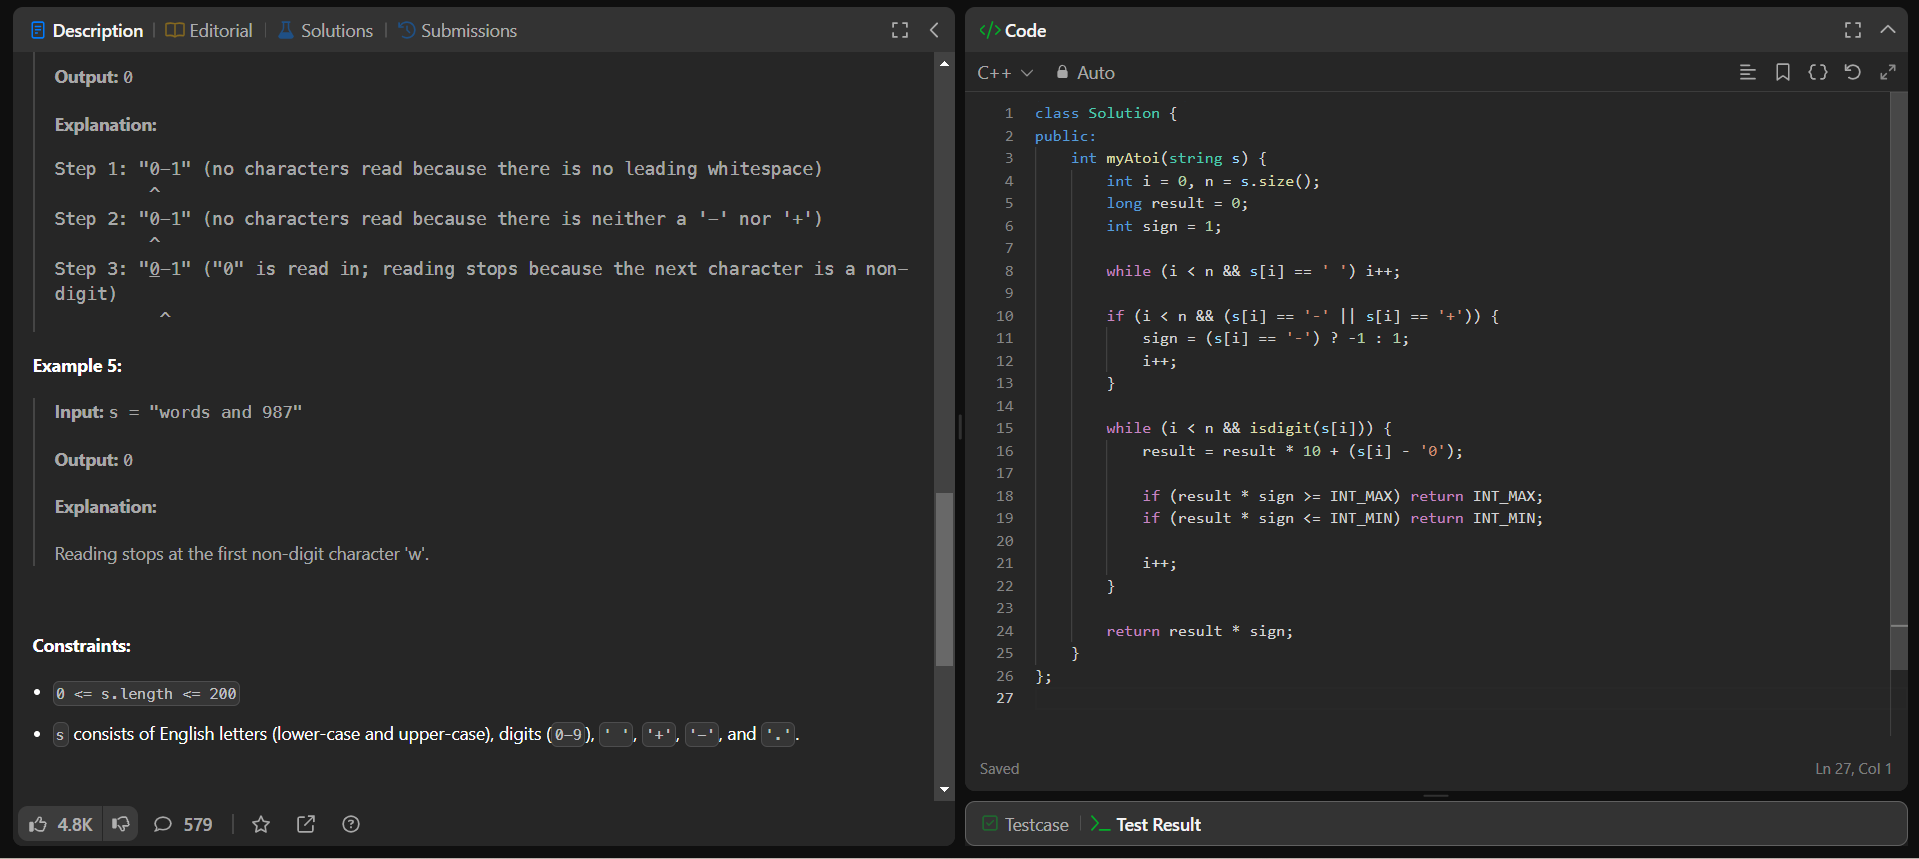 Description | Editorial | Solutions | Submissions
Output: 0
Explanation:
Step 1: "0-1" (no characters read because there is no leading whitespace)
^
Step 2: "0-1" (no characters read because there is neither a '-' nor '+')
^
Step 3: "0-1" ("0" is read in; reading stops because the next character is a non-
digit)
^
Example 5:
Input: s = "words and 987"
Output: 0
Explanation:
Reading stops at the first non-digit character 'w'.
Constraints:
• 0 <= s.length <= 200
• s consists of English letters (lower-case and upper-case), digits (0-9), ' ', '+', '-', and '.'.
4.8K 579
</> Code
C++ Auto
1 class Solution {
2 public:
3     int myAtoi(string s) {
4         int i = 0, n = s.size();
5         long result = 0;
6         int sign = 1;
7
8         while (i < n && s[i] == ' ') i++;
9
10         if (i < n && (s[i] == '-' || s[i] == '+')) {
11             sign = (s[i] == '-') ? -1 : 1;
12             i++;
13         }
14
15         while (i < n && isdigit(s[i])) {
16             result = result * 10 + (s[i] - '0');
17
18             if (result * sign >= INT_MAX) return INT_MAX;
19             if (result * sign <= INT_MIN) return INT_MIN;
20
21             i++;
22         }
23
24         return result * sign;
25     }
26 };
27
Saved Ln 27, Col 1
Testcase | >_ Test Result